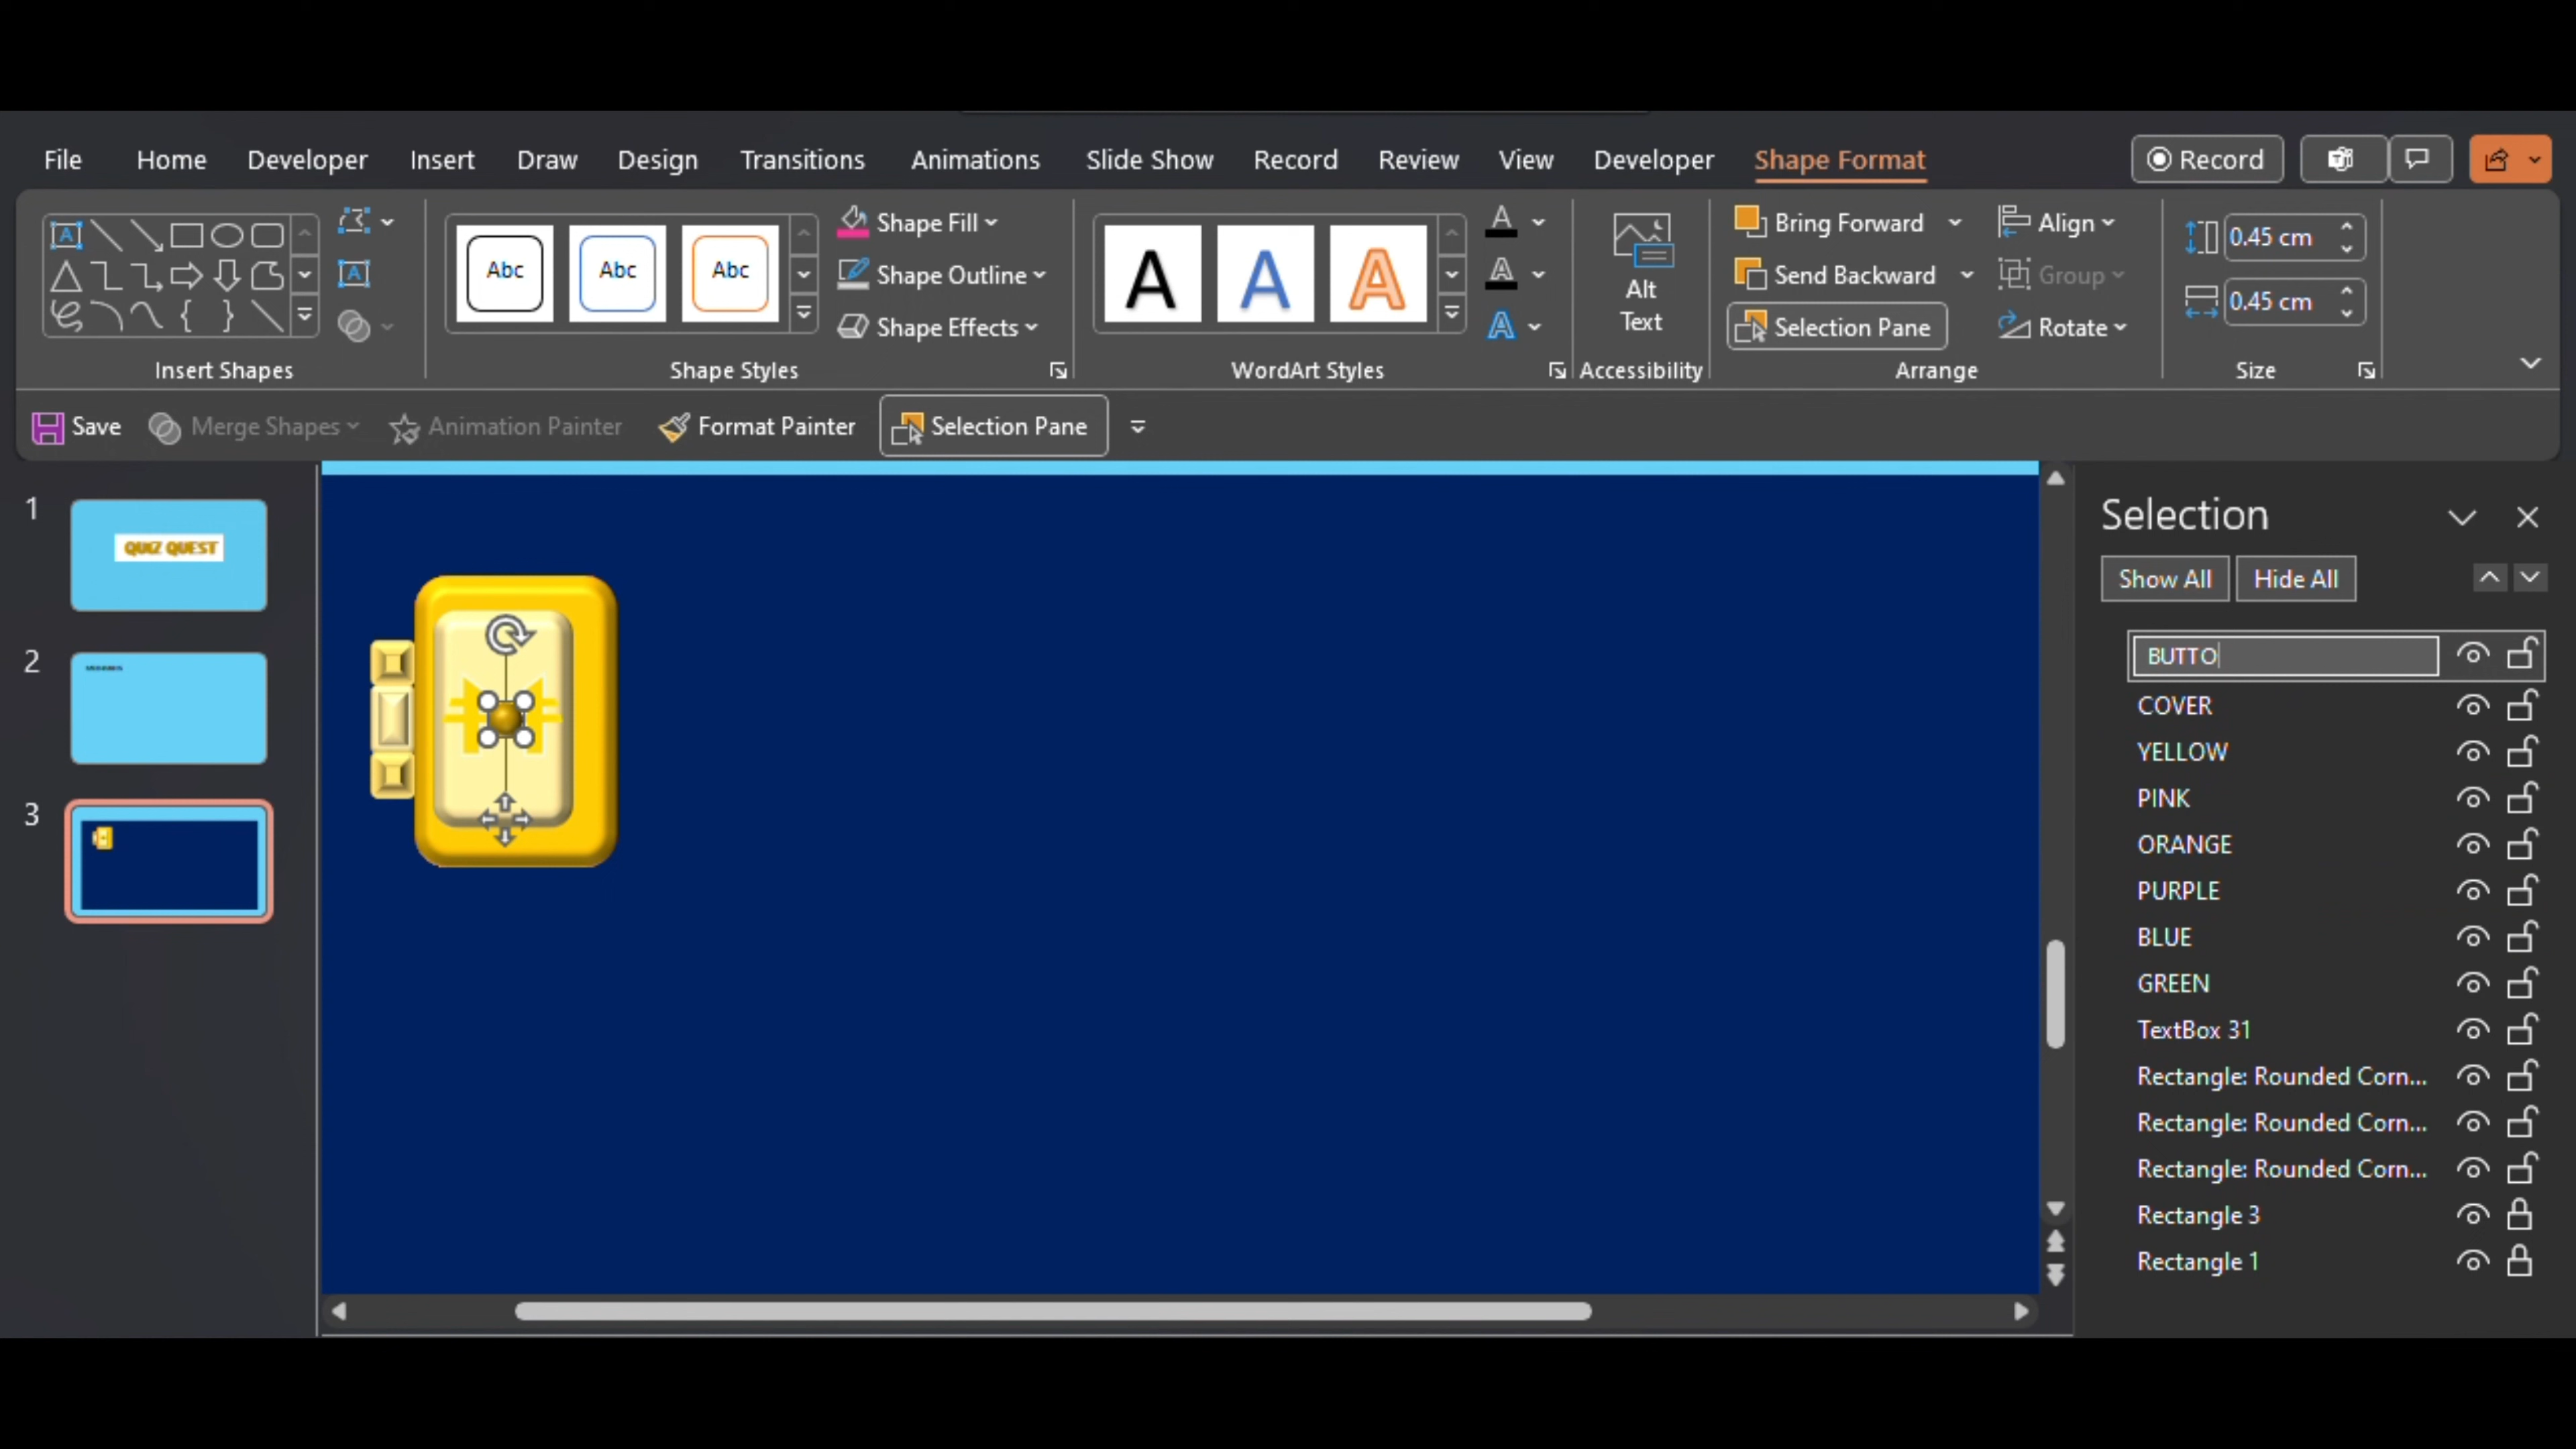 File Home Developer Insert Draw Design Transitions Animations Slide Show Record Review View Developer Shape Format Record
A
Abc Abc Abc
Shape Fill
Shape Outline
Shape Effects
A A A
A
A
A
Alt
Text
Bring Forward
Send Backward
Selection Pane
Align
Group
Rotate
0.45 cm
0.45 cm
Insert Shapes Shape Styles WordArt Styles Accessibility Arrange Size
Save Merge Shapes Animation Painter Format Painter Selection Pane
1
QUIZ QUEST
2
3
Selection
Show All Hide All
BUTTO
COVER
YELLOW
PINK
ORANGE
PURPLE
BLUE
GREEN
TextBox 31
Rectangle: Rounded Corn...
Rectangle: Rounded Corn...
Rectangle: Rounded Corn...
Rectangle 3
Rectangle 1